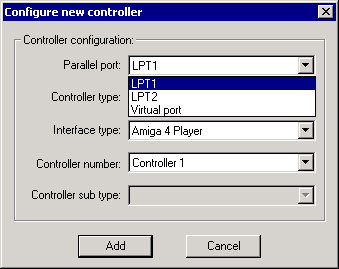 Configure new controller
Controller configuration:
Parallel port: LPT1
LPT1
LPT2
Virtual port
Controller type:
Interface type: Amiga 4 Player
Controller number: Controller 1
Controller sub type:
Add Cancel